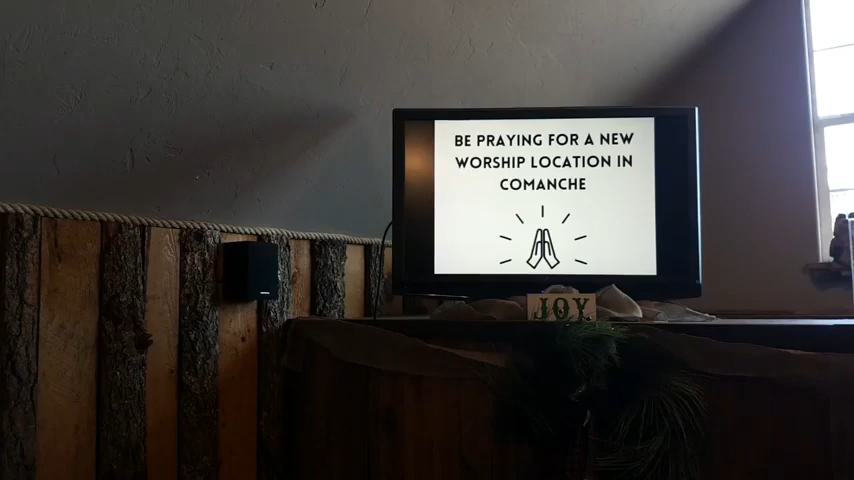 BE PRAYING FOR A NEW
WORSHIP LOCATION IN
COMANCHE
JOY